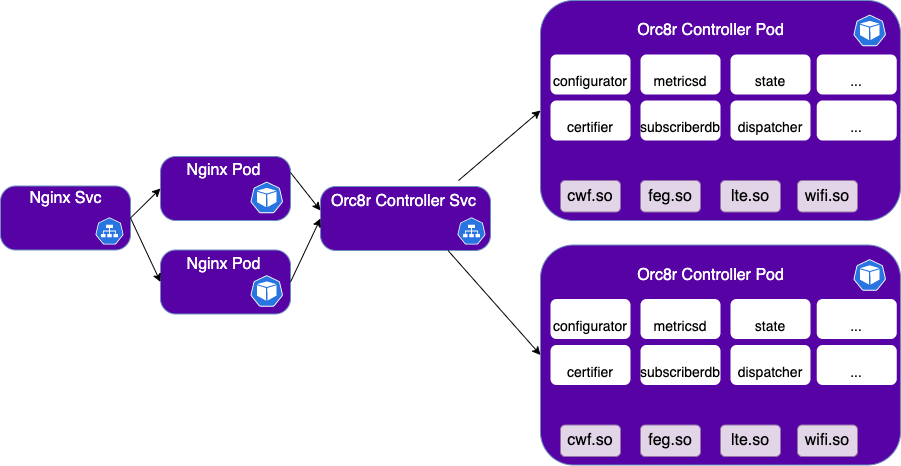 Nginx Svc
Nginx Pod
Nginx Pod
Orc8r Controller Svc
Orc8r Controller Pod
configurator metricsd state ...
certifier subscriberdb dispatcher ...
cwf.so feg.so lte.so wifi.so
Orc8r Controller Pod
configurator metricsd state ...
certifier subscriberdb dispatcher ...
cwf.so feg.so lte.so wifi.so